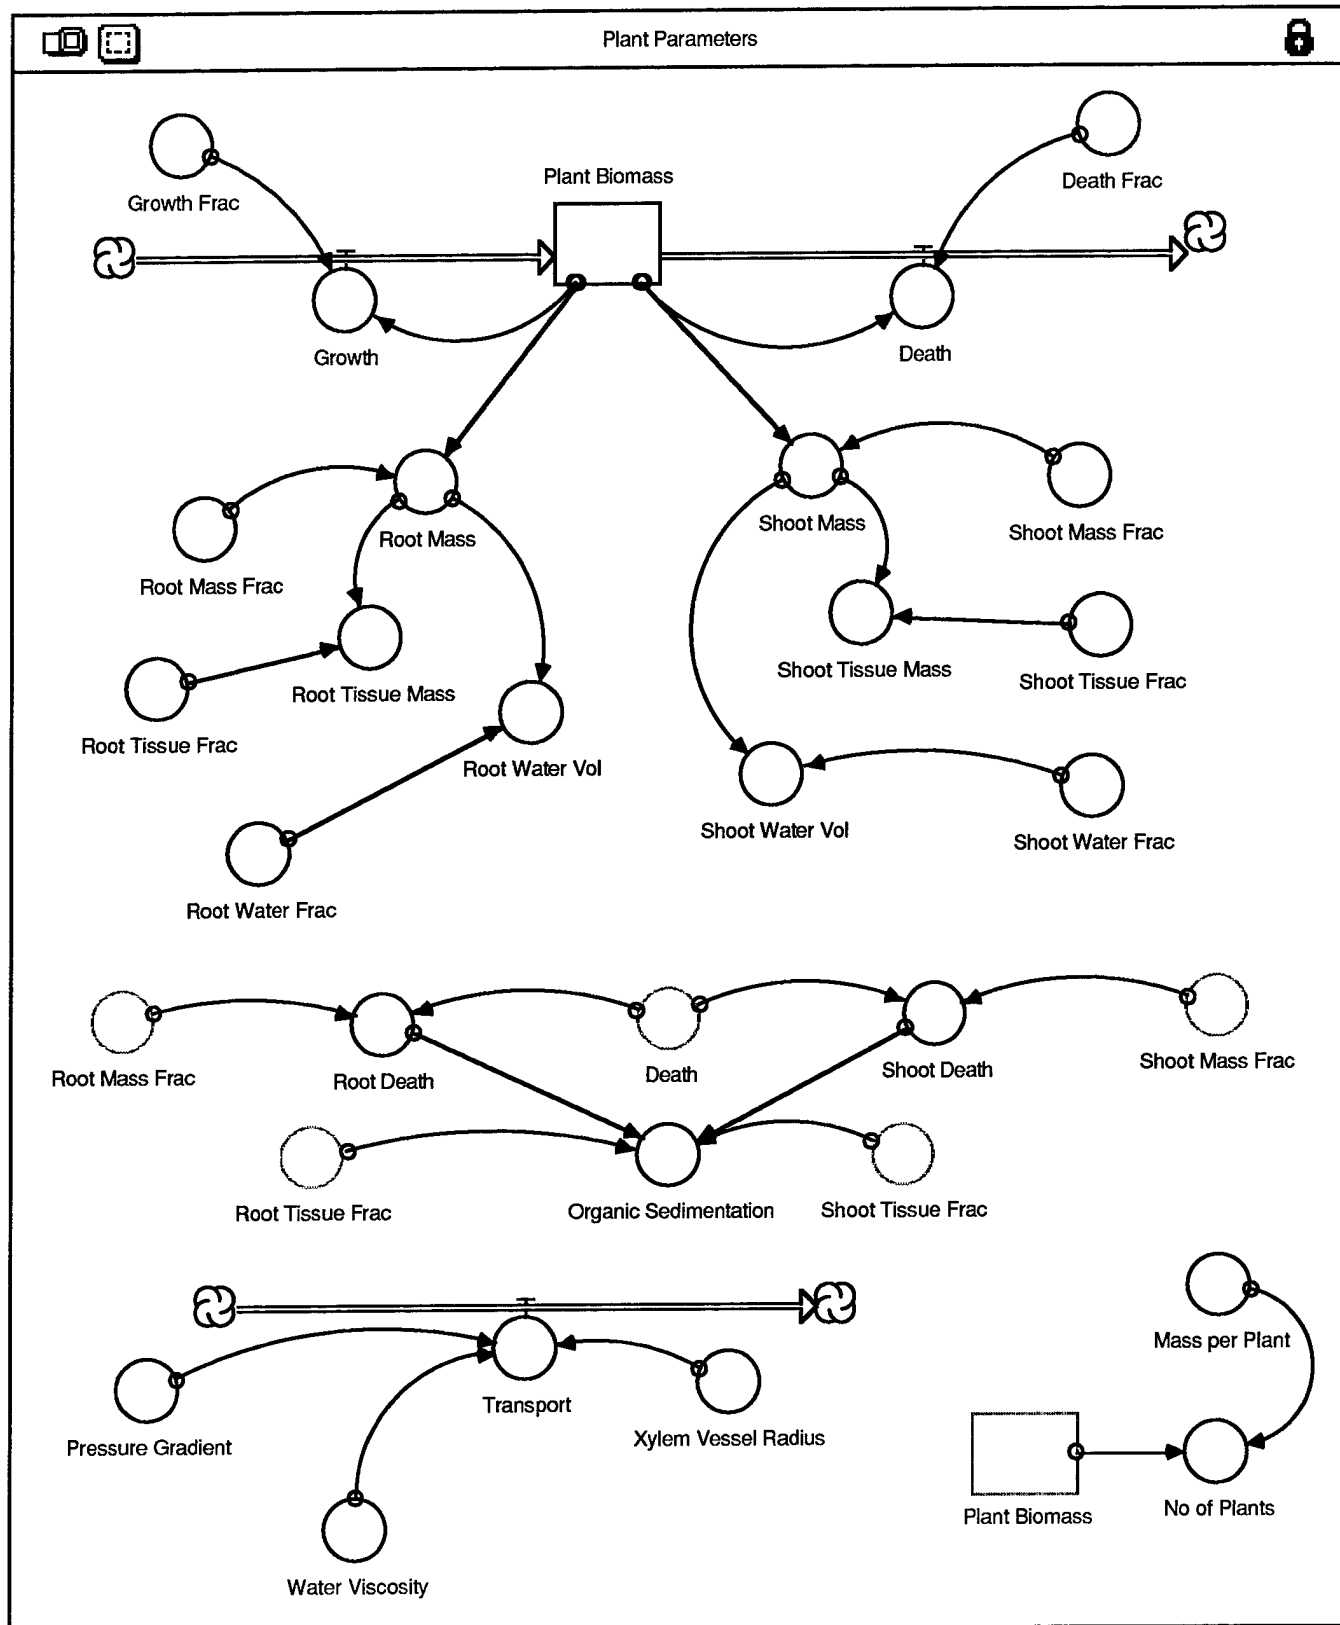 Plant Parameters
Plant Biomass
Death Frac
Growth Frac
Growth
Death
Root Mass
Shoot Mass
Shoot Mass Frac
Root Mass Frac
Root Tissue Mass
Shoot Tissue Mass
Shoot Tissue Frac
Root Tissue Frac
Root Water Vol
Shoot Water Vol
Shoot Water Frac
Root Water Frac
Root Mass Frac
Root Death
Death
Shoot Death
Shoot Mass Frac
Root Tissue Frac
Organic Sedimentation
Shoot Tissue Frac
Mass per Plant
Transport
Pressure Gradient
Xylem Vessel Radius
Plant Biomass
No of Plants
Water Viscosity